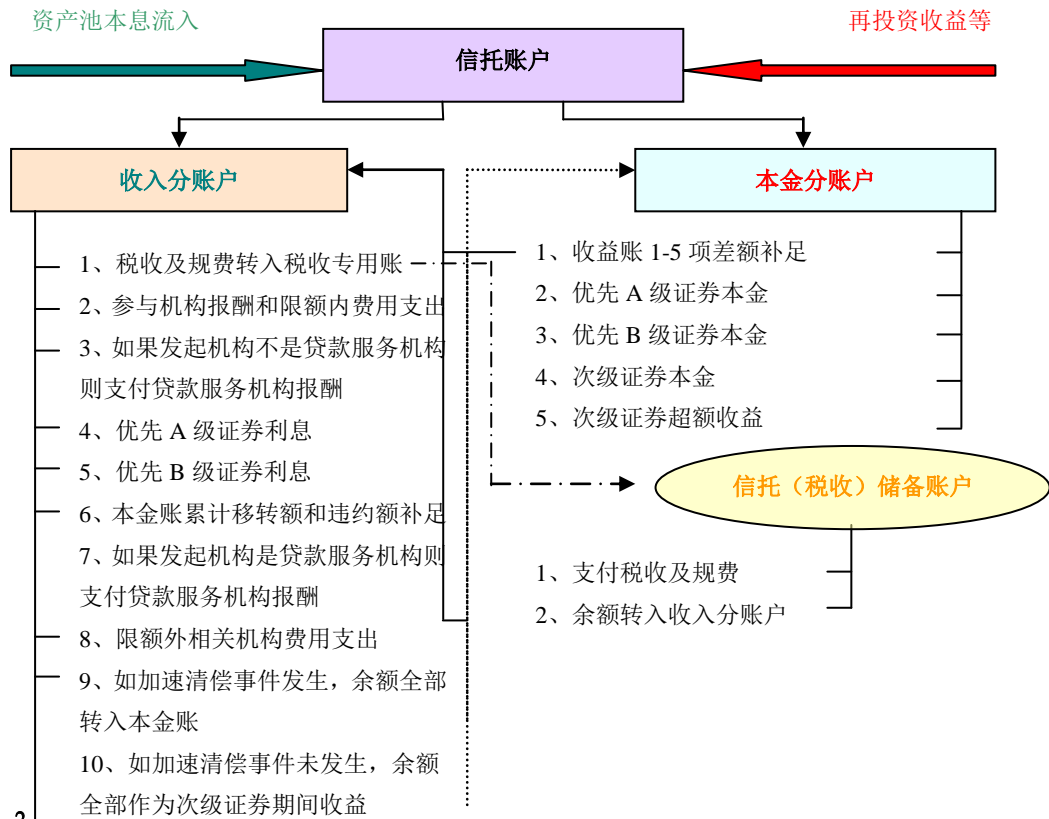 资产池本息流入
再投资收益等
信托账户
收入分账户
本金分账户
1、税收及规费转入税收专用账
2、参与机构报酬和限额内费用支出
3、如果发起机构不是贷款服务机构
则支付贷款服务机构报酬
4、优先 A 级证券利息
5、优先 B 级证券利息
6、本金账累计移转额和违约额补足
7、如果发起机构是贷款服务机构则
支付贷款服务机构报酬
8、限额外相关机构费用支出
9、如加速清偿事件发生，余额全部
转入本金账
10、如加速清偿事件未发生，余额
全部作为次级证券期间收益
1、收益账 1-5 项差额补足
2、优先 A 级证券本金
3、优先 B 级证券本金
4、次级证券本金
5、次级证券超额收益
信托（税收）储备账户
1、支付税收及规费
2、余额转入收入分账户